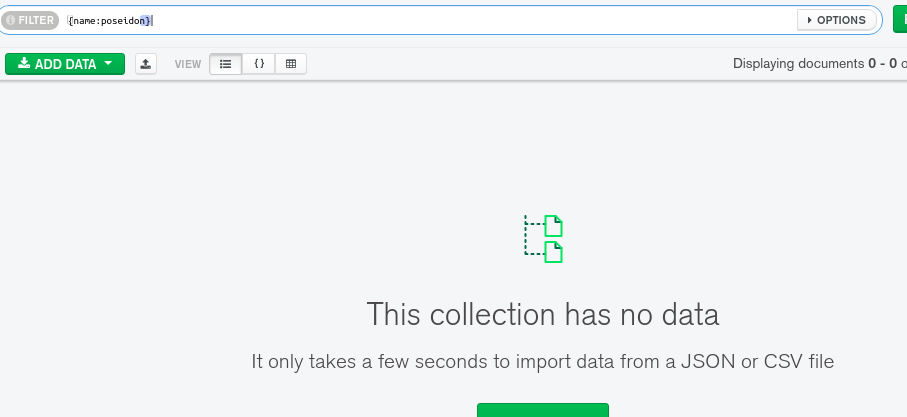 FILTER {name:poseidon} OPTIONS
ADD DATA VIEW {} Displaying documents 0 - 0 o
This collection has no data
It only takes a few seconds to import data from a JSON or CSV file